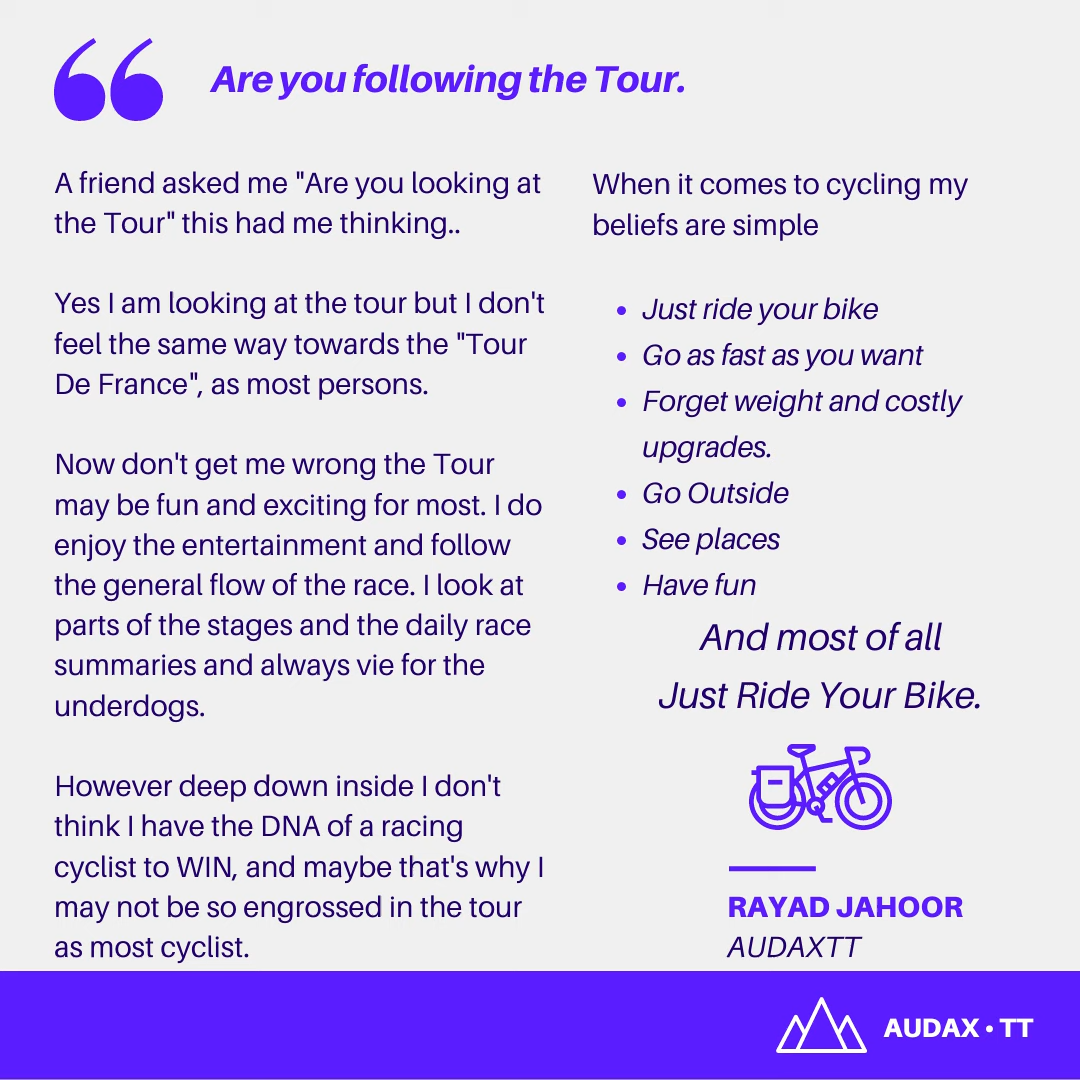 Are you following the Tour.
A friend asked me "Are you looking at
the Tour" this had me thinking..
Yes I am looking at the tour but I don't
feel the same way towards the "Tour
De France", as most persons.
Now don't get me wrong the Tour
may be fun and exciting for most. I do
enjoy the entertainment and follow
the general flow of the race. I look at
parts of the stages and the daily race
summaries and always vie for the
underdogs.
However deep down inside I don't
think I have the DNA of a racing
cyclist to WIN, and maybe that's why I
may not be so engrossed in the tour
as most cyclist.
When it comes to cycling my
beliefs are simple
• Just ride your bike
• Go as fast as you want
• Forget weight and costly
upgrades.
• Go Outside
• See places
• Have fun
And most of all
Just Ride Your Bike.
RAYAD JAHOOR
AUDAXTT
AUDAX • TT